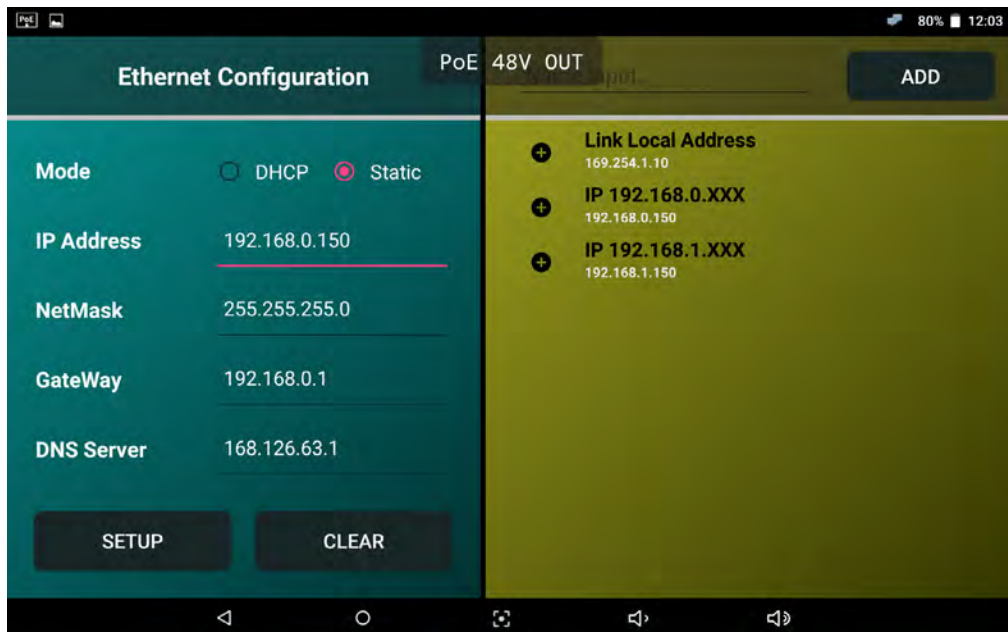 PoE
80% 12:03
Ethernet Configuration
PoE 48V OUT
ADD
Mode
DHCP
Static
IP Address
192.168.0.150
NetMask
255.255.255.0
GateWay
192.168.0.1
DNS Server
168.126.63.1
SETUP
CLEAR
Link Local Address
169.254.1.10
IP 192.168.0.XXX
192.168.0.150
IP 192.168.1.XXX
192.168.1.150